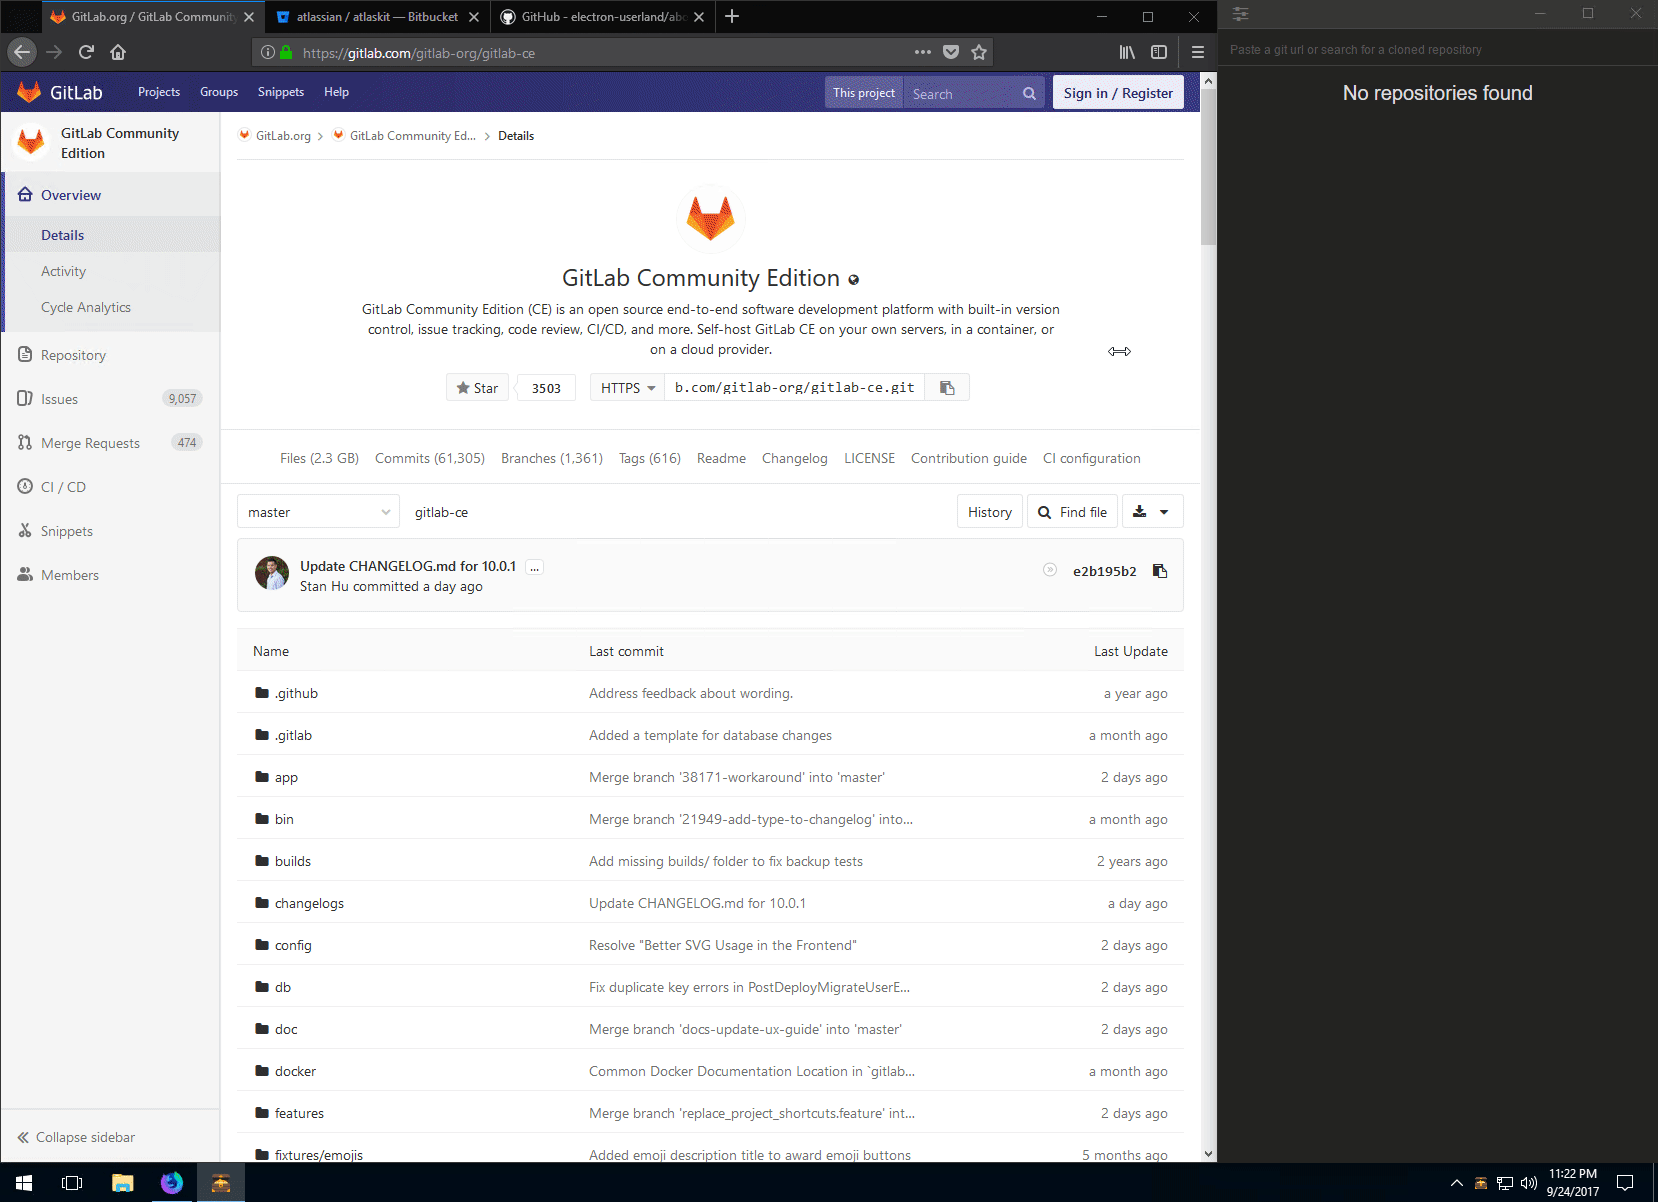 GitLab.org / GitLab Community
atlassian / atlaskit — Bitbucket
GitHub - electron-userland/abo
https://gitlab.com/gitlab-org/gitlab-ce
Paste a git url or search for a cloned repository
No repositories found
GitLab
Projects
Groups
Snippets
Help
This project
Search
Sign in / Register
GitLab Community
Edition
Overview
Details
Activity
Cycle Analytics
Repository
Issues 9,057
Merge Requests 474
CI / CD
Snippets
Members
Collapse sidebar
GitLab.org > GitLab Community Ed... > Details
GitLab Community Edition
GitLab Community Edition (CE) is an open source end-to-end software development platform with built-in version
control, issue tracking, code review, CI/CD, and more. Self-host GitLab CE on your own servers, in a container, or
on a cloud provider.
Star 3503 HTTPS b.com/gitlab-org/gitlab-ce.git
Files (2.3 GB) Commits (61,305) Branches (1,361) Tags (616) Readme Changelog LICENSE Contribution guide CI configuration
master gitlab-ce History Find file
Update CHANGELOG.md for 10.0.1 ...
Stan Hu committed a day ago
e2b195b2
Name Last commit Last Update
.github Address feedback about wording. a year ago
.gitlab Added a template for database changes a month ago
app Merge branch '38171-workaround' into 'master' 2 days ago
bin Merge branch '21949-add-type-to-changelog' into... a month ago
builds Add missing builds/ folder to fix backup tests 2 years ago
changelogs Update CHANGELOG.md for 10.0.1 a day ago
config Resolve "Better SVG Usage in the Frontend" 2 days ago
db Fix duplicate key errors in PostDeployMigrateUserE... 2 days ago
doc Merge branch 'docs-update-ux-guide' into 'master' 2 days ago
docker Common Docker Documentation Location in `gitlab... a month ago
features Merge branch 'replace_project_shortcuts.feature' int... 2 days ago
fixtures/emojis Added emoji description title to award emoji buttons 5 months ago
11:22 PM
9/24/2017